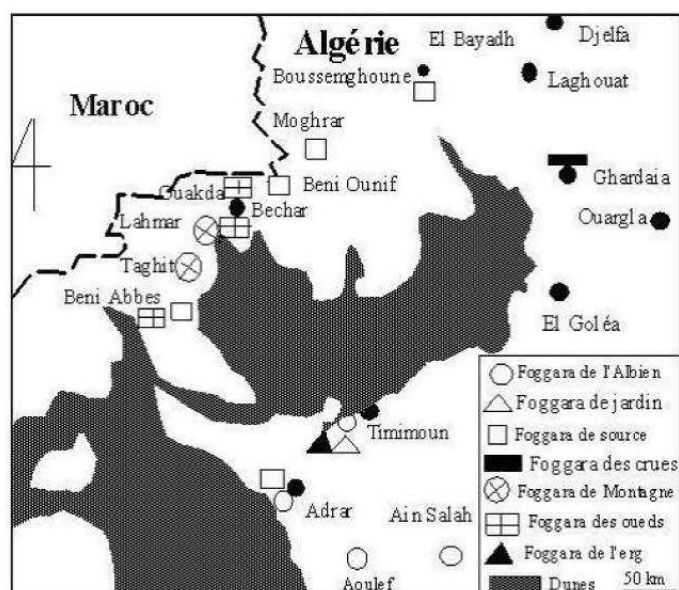 Algérie
El Bayadh
Djelfa
Boussemghoune
Laghouat
Maroc
Moghrar
Ghardaia
Ouakda
Beni Ounif
Bechar
Ouargla
Lahmar
Taghit
Beni Abbes
El Goléa
Foggara de l'Albien
Foggara de jardin
Foggara de source
Foggara des crues
Foggara de Montagne
Foggara des oueds
Foggara de l'erg
Dunes
50 km
Timimoun
Adrar
Ain Salah
Aoulef